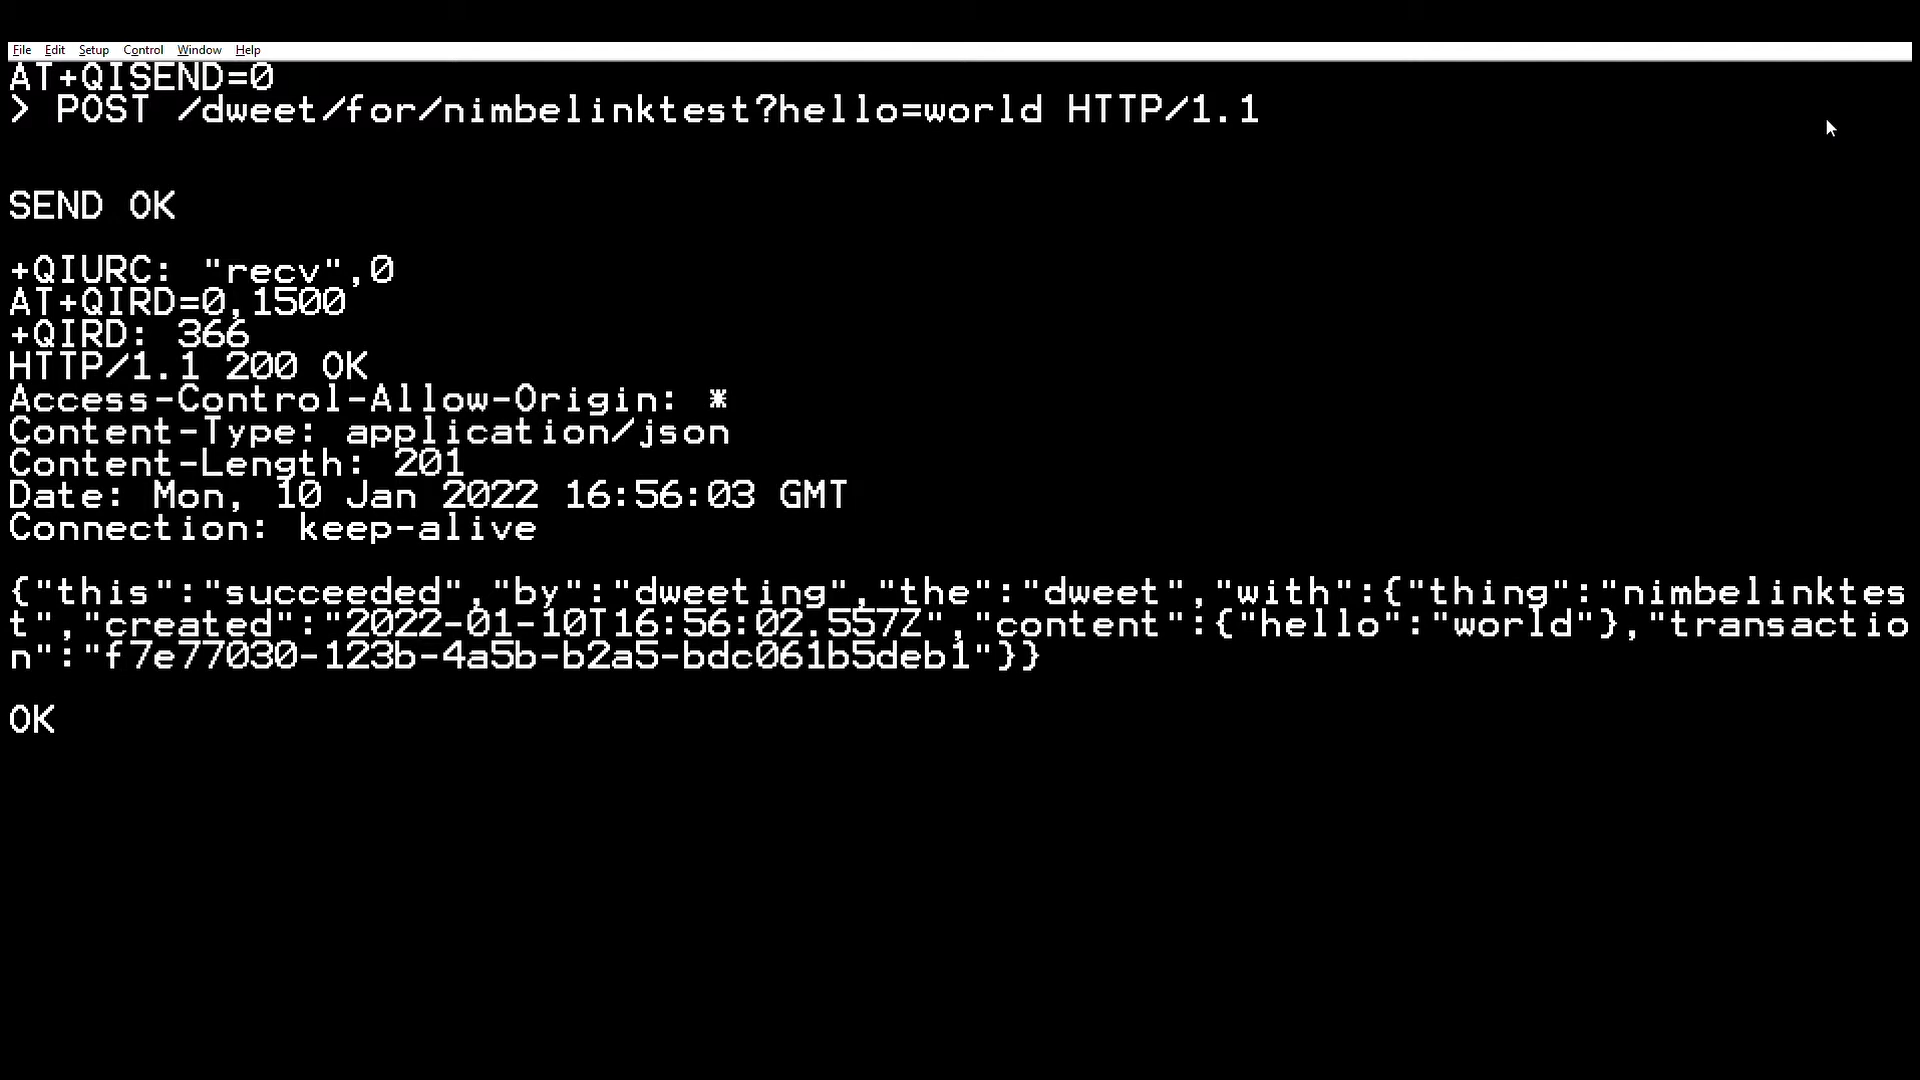 File Edit Setup Control Window Help
AT+QISEND=0
> POST /dweet/for/nimbelinktest?hello=world HTTP/1.1
SEND OK
+QIURC: "recv",0
AT+QIRD=0,1500
+QIRD: 366
HTTP/1.1 200 OK
Access-Control-Allow-Origin: *
Content-Type: application/json
Content-Length: 201
Date: Mon, 10 Jan 2022 16:56:03 GMT
Connection: keep-alive
{"this":"succeeded","by":"dweeting","the":"dweet","with":{"thing":"nimbelinktes
t","created":"2022-01-10T16:56:02.557Z","content":{"hello":"world"},"transactio
n":"f7e77030-123b-4a5b-b2a5-bdc061b5deb1"}}
OK